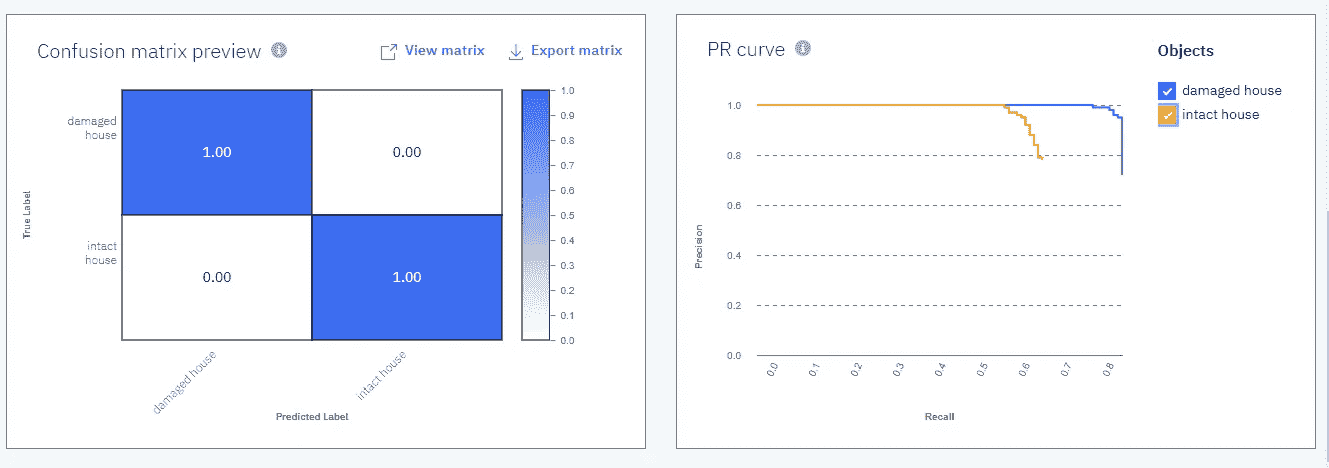 Confusion matrix preview
View matrix
Export matrix
True Label
damaged
house
intact
house
1.00
0.00
0.00
1.00
damaged house
intact house
Predicted Label
1.0
0.9
0.8
0.7
0.6
0.5
0.4
0.3
0.2
0.1
0.0
PR curve
Objects
damaged house
intact house
Precision
1.0
0.8
0.6
0.4
0.2
0.0
0.0
0.1
0.2
0.3
0.4
0.5
0.6
0.7
0.8
Recall